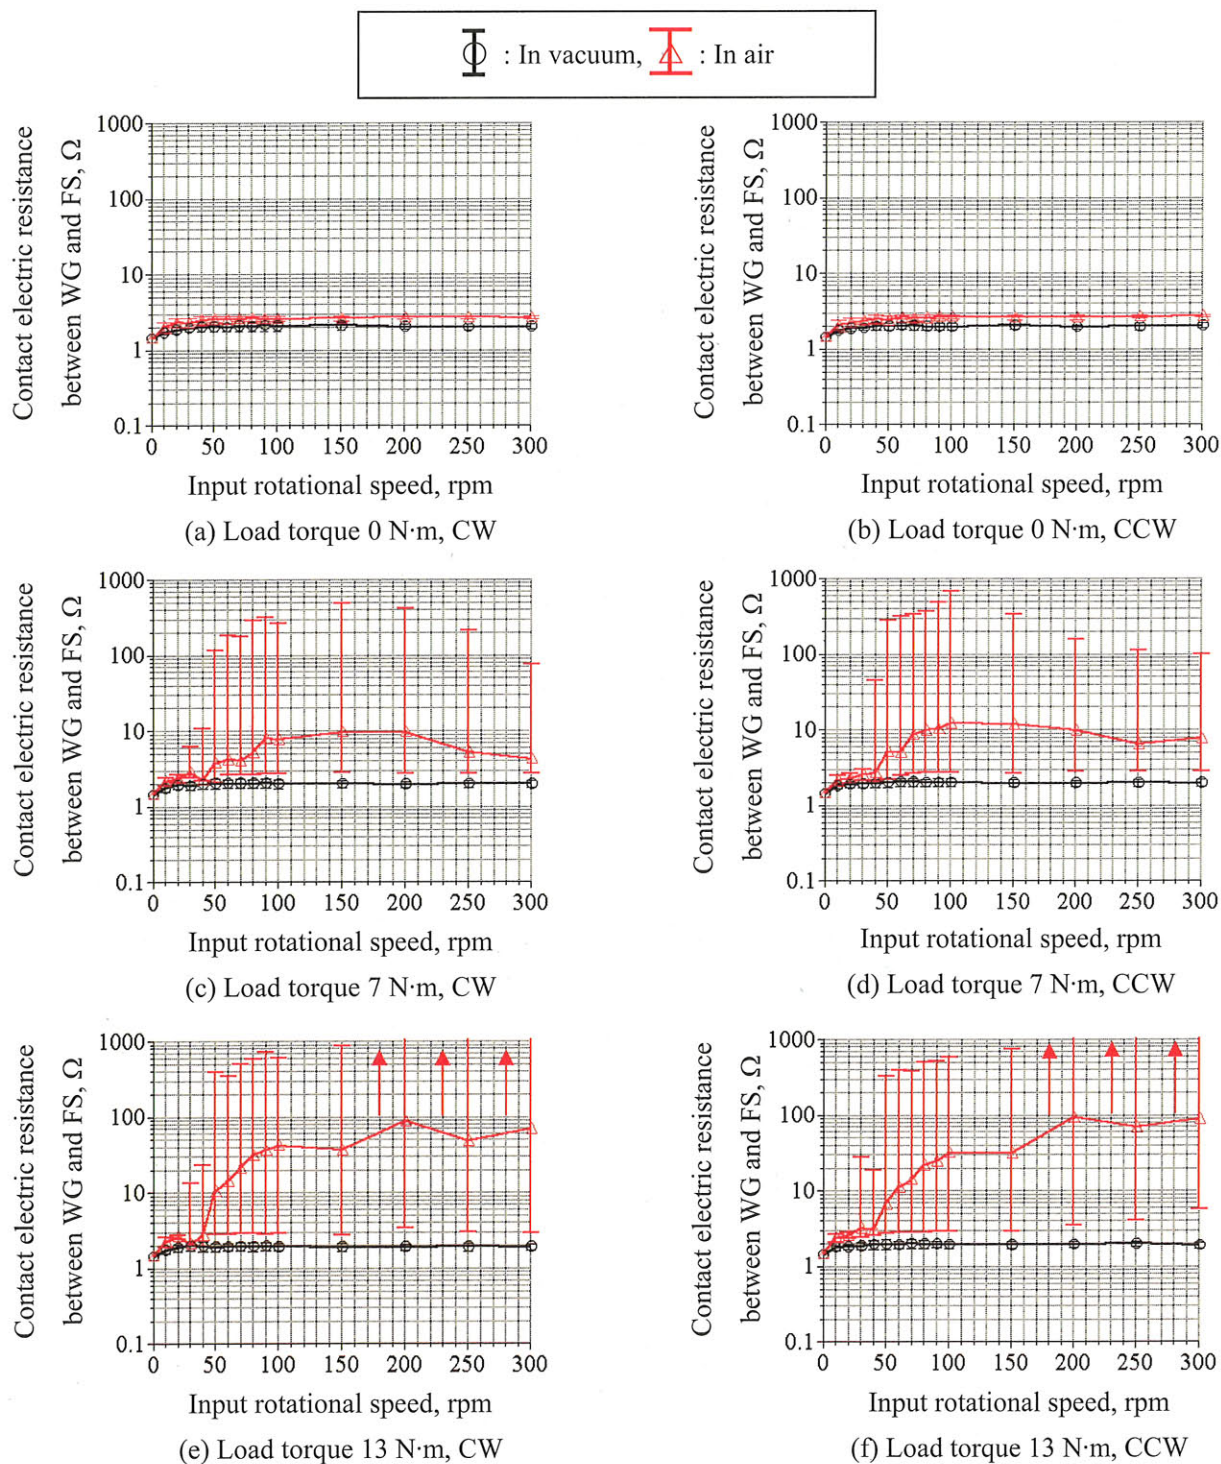 : In vacuum, : In air
Contact electric resistance
between WG and FS, Ω
1000
100
10
1
0.1
0 50 100 150 200 250 300
Input rotational speed, rpm
(a) Load torque 0 N·m, CW
Contact electric resistance
between WG and FS, Ω
1000
100
10
1
0.1
0 50 100 150 200 250 300
Input rotational speed, rpm
(b) Load torque 0 N·m, CCW
Contact electric resistance
between WG and FS, Ω
1000
100
10
1
0.1
0 50 100 150 200 250 300
Input rotational speed, rpm
(c) Load torque 7 N·m, CW
Contact electric resistance
between WG and FS, Ω
1000
100
10
1
0.1
0 50 100 150 200 250 300
Input rotational speed, rpm
(d) Load torque 7 N·m, CCW
Contact electric resistance
between WG and FS, Ω
1000
100
10
1
0.1
0 50 100 150 200 250 300
Input rotational speed, rpm
(e) Load torque 13 N·m, CW
Contact electric resistance
between WG and FS, Ω
1000
100
10
1
0.1
0 50 100 150 200 250 300
Input rotational speed, rpm
(f) Load torque 13 N·m, CCW